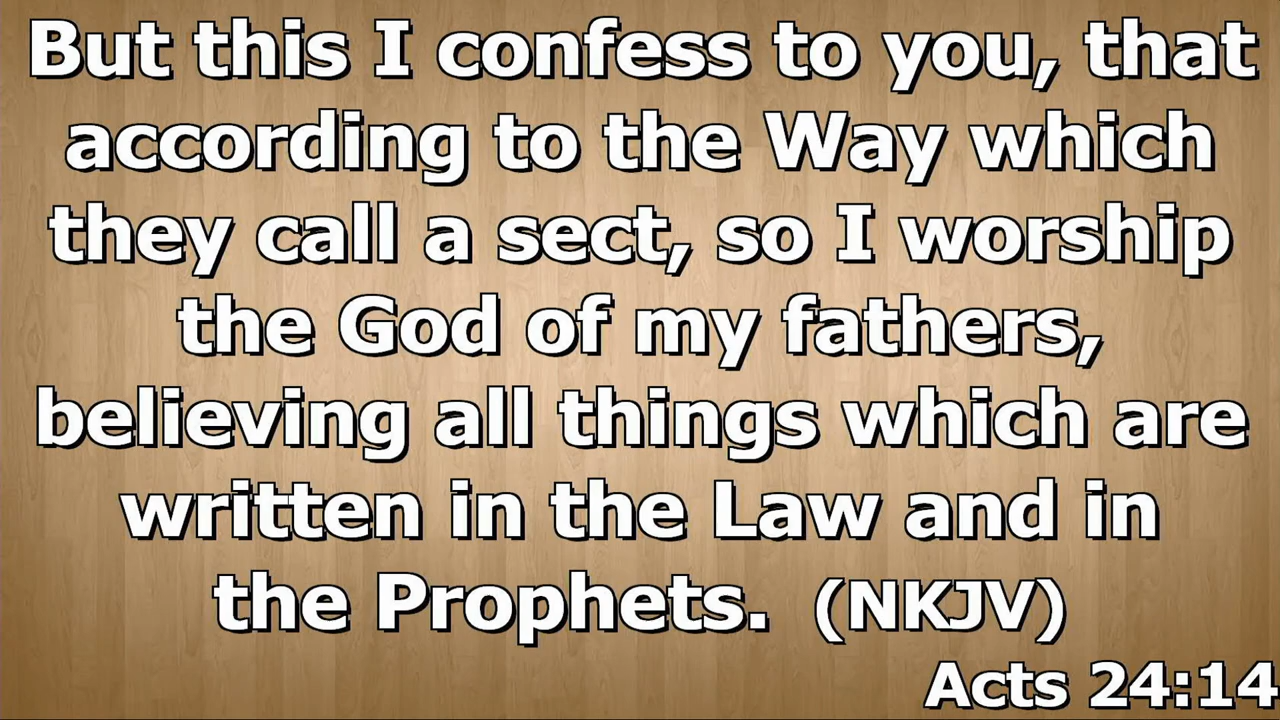 But this I confess to you, that
according to the Way which
they call a sect, so I worship
the God of my fathers,
believing all things which are
written in the Law and in
the Prophets.  (NKJV)
Acts 24:14